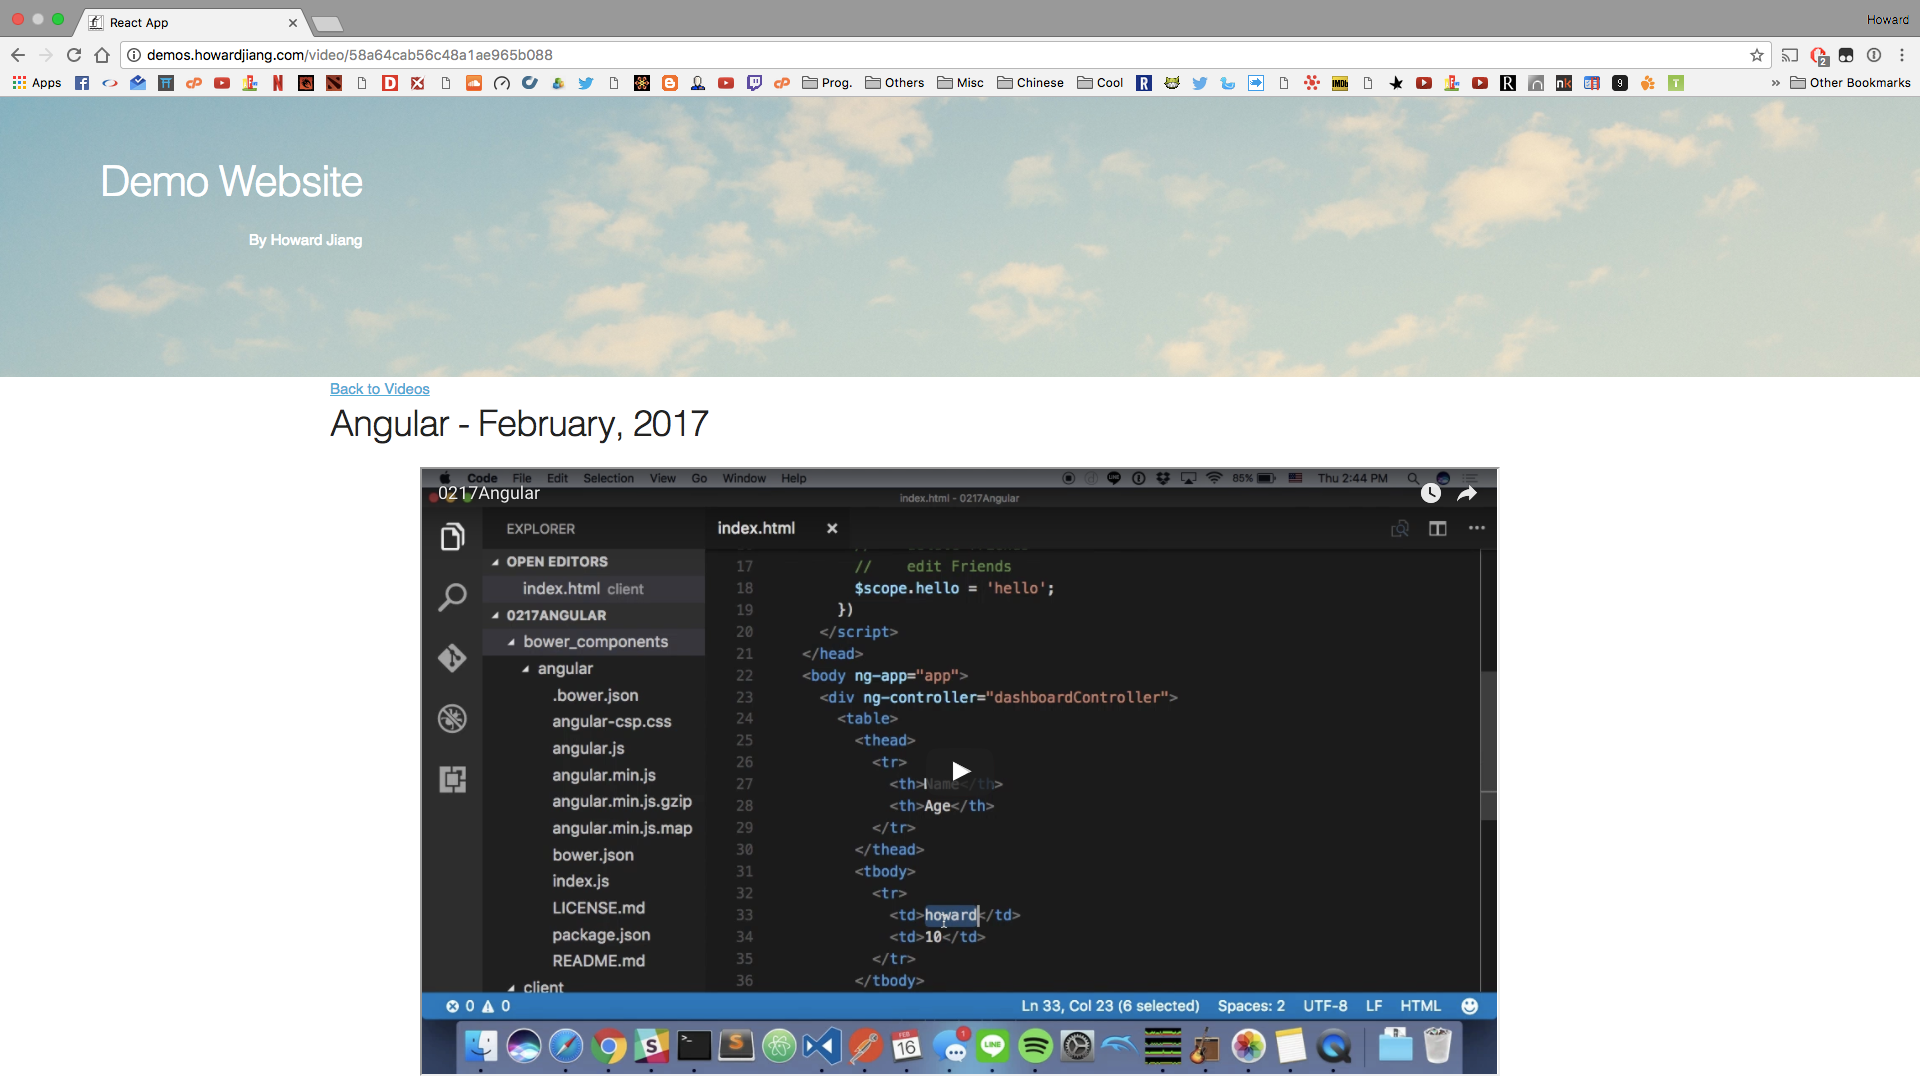 React App
Howard
demos.howardjiang.com/video/58a64cab56c48a1ae965b088
2
Apps
Prog.
Others
Misc
Chinese
Cool
Other Bookmarks
Demo Website
By Howard Jiang
Back to Videos
Angular - February, 2017
Code File Edit Selection View Go Window Help 85% Thu 2:44 PM
0217Angular
index.html - 0217Angular
EXPLORER
index.html
OPEN EDITORS
index.html client
0217ANGULAR
bower_components
angular
.bower.json
angular-csp.css
angular.js
angular.min.js
angular.min.js.gzip
angular.min.js.map
bower.json
index.js
LICENSE.md
package.json
README.md
client
17 // edit Friends
18 $scope.hello = 'hello';
19 })
20 </script>
21 </head>
22 <body ng-app="app">
23 <div ng-controller="dashboardController">
24 <table>
25 <thead>
26 <tr>
27 <th>Name</th>
28 <th>Age</th>
29 </tr>
30 </thead>
31 <tbody>
32 <tr>
33 <td>howard</td>
34 <td>10</td>
35 </tr>
36 </tbody>
0 0 Ln 33, Col 23 (6 selected) Spaces: 2 UTF-8 LF HTML
FEB
16
1
LINE